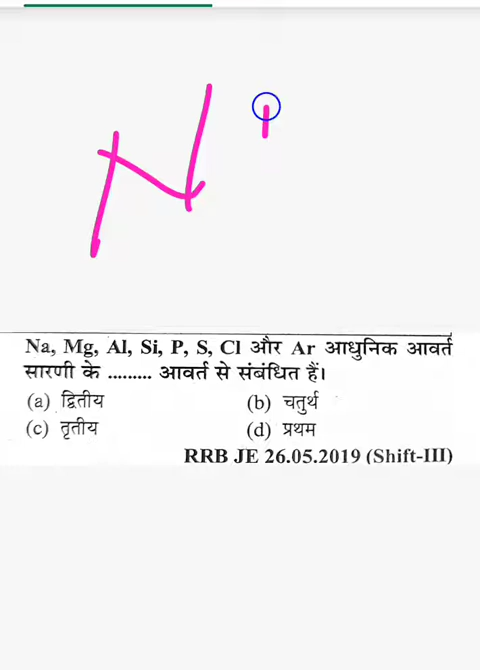 N
Na, Mg, Al, Si, P, S, Cl और Ar आधुनिक आवर्त
सारणी के ......... आवर्त से संबंधित हैं।
(a) द्वितीय (b) चतुर्थ
(c) तृतीय (d) प्रथम
RRB JE 26.05.2019 (Shift-III)